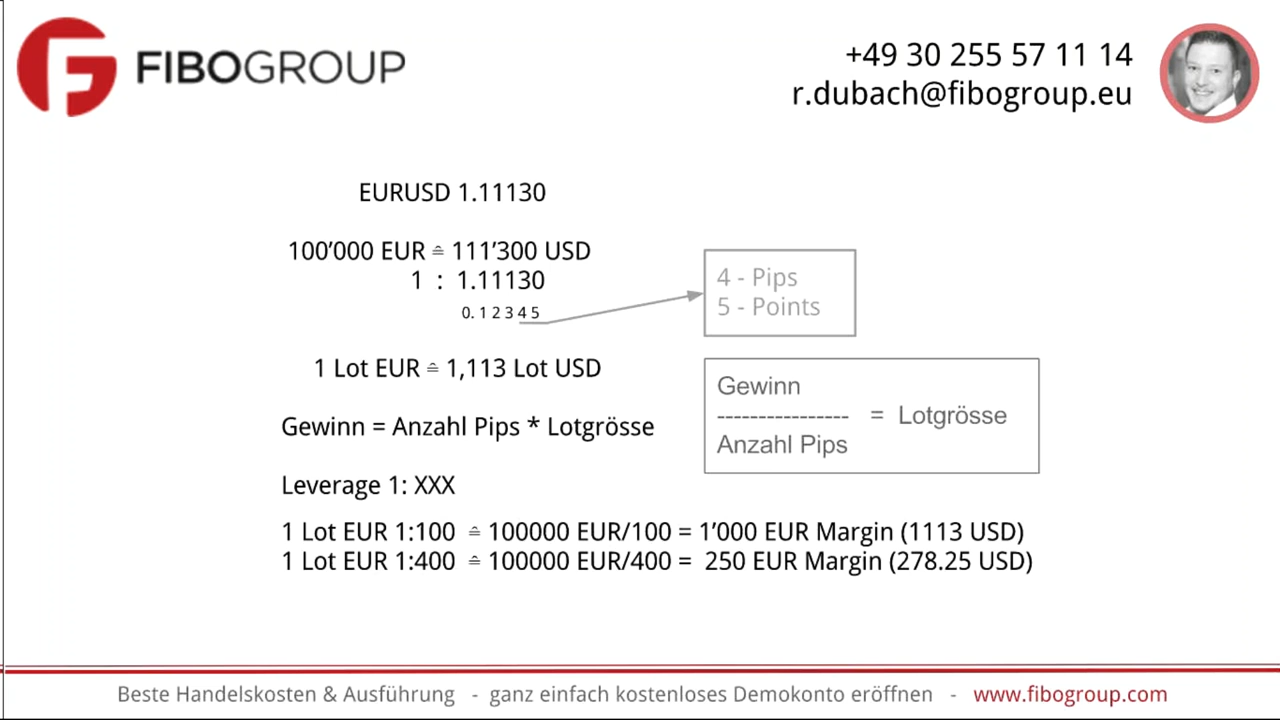 FIBOGROUP
+49 30 255 57 11 14
r.dubach@fibogroup.eu
EURUSD 1.11130
100’000 EUR ≙ 111’300 USD
1 : 1.11130
0. 1 2 3 4 5
4 - Pips
5 - Points
1 Lot EUR ≙ 1,113 Lot USD
Gewinn = Anzahl Pips * Lotgrösse
Gewinn
---------------- = Lotgrösse
Anzahl Pips
Leverage 1: XXX
1 Lot EUR 1:100 ≙ 100000 EUR/100 = 1’000 EUR Margin (1113 USD)
1 Lot EUR 1:400 ≙ 100000 EUR/400 = 250 EUR Margin (278.25 USD)
Beste Handelskosten & Ausführung - ganz einfach kostenloses Demokonto eröffnen - www.fibogroup.com